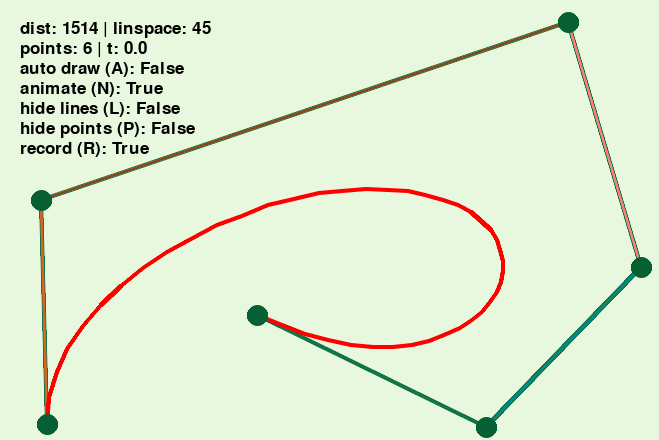 dist: 1514 | linspace: 45
points: 6 | t: 0.0
auto draw (A): False
animate (N): True
hide lines (L): False
hide points (P): False
record (R): True